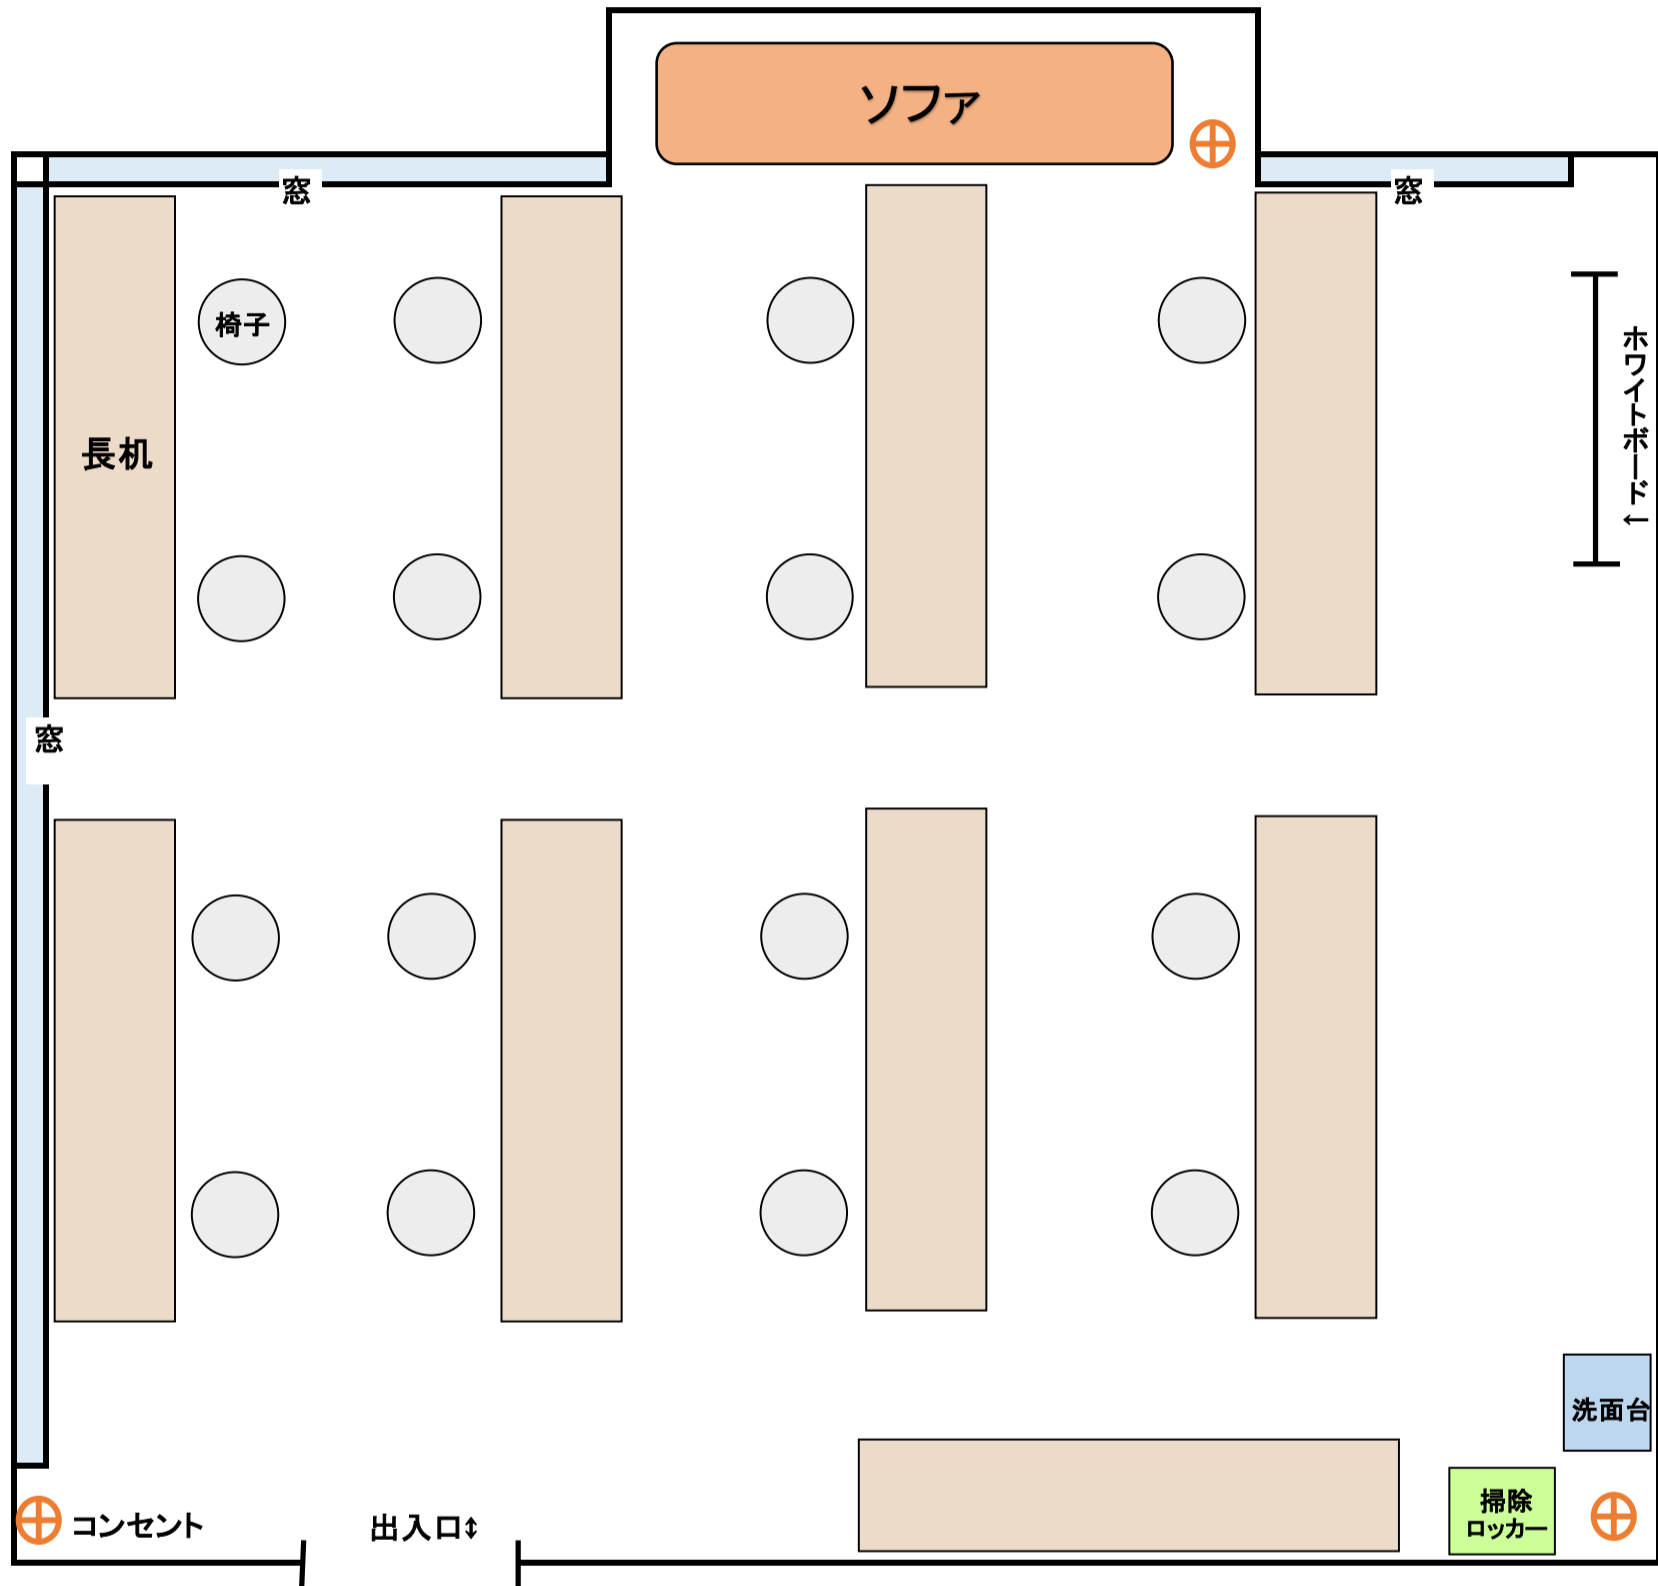 ソファ
窓
窓
椅子
ホワイトボード↓
長机
窓
洗面台
掃除
ロッカー
コンセント
出入口↕